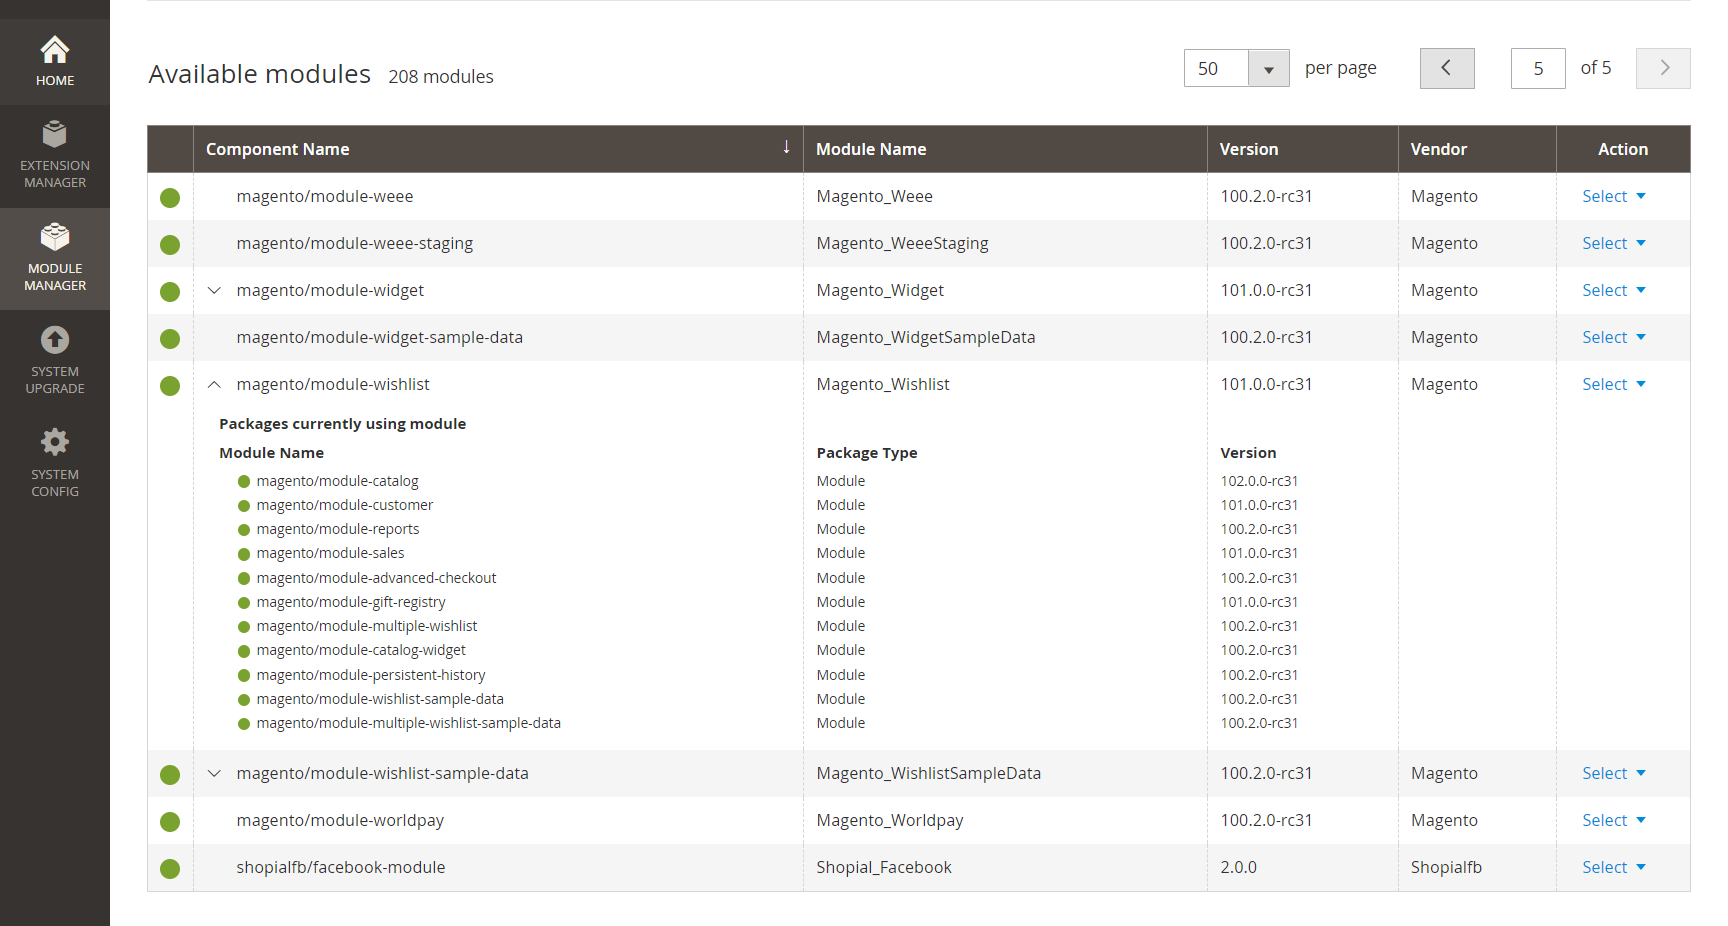 HOME
EXTENSION
MANAGER
MODULE
MANAGER
SYSTEM
UPGRADE
SYSTEM
CONFIG
Available modules 208 modules 50 per page 5 of 5
Component Name ↓ Module Name Version Vendor Action
magento/module-weee Magento_Weee 100.2.0-rc31 Magento Select
magento/module-weee-staging Magento_WeeeStaging 100.2.0-rc31 Magento Select
magento/module-widget Magento_Widget 101.0.0-rc31 Magento Select
magento/module-widget-sample-data Magento_WidgetSampleData 100.2.0-rc31 Magento Select
magento/module-wishlist Magento_Wishlist 101.0.0-rc31 Magento Select
Packages currently using module
Module Name Package Type Version
magento/module-catalog Module 102.0.0-rc31
magento/module-customer Module 101.0.0-rc31
magento/module-reports Module 100.2.0-rc31
magento/module-sales Module 101.0.0-rc31
magento/module-advanced-checkout Module 100.2.0-rc31
magento/module-gift-registry Module 101.0.0-rc31
magento/module-multiple-wishlist Module 100.2.0-rc31
magento/module-catalog-widget Module 100.2.0-rc31
magento/module-persistent-history Module 100.2.0-rc31
magento/module-wishlist-sample-data Module 100.2.0-rc31
magento/module-multiple-wishlist-sample-data Module 100.2.0-rc31
magento/module-wishlist-sample-data Magento_WishlistSampleData 100.2.0-rc31 Magento Select
magento/module-worldpay Magento_Worldpay 100.2.0-rc31 Magento Select
shopialfb/facebook-module Shopial_Facebook 2.0.0 Shopialfb Select